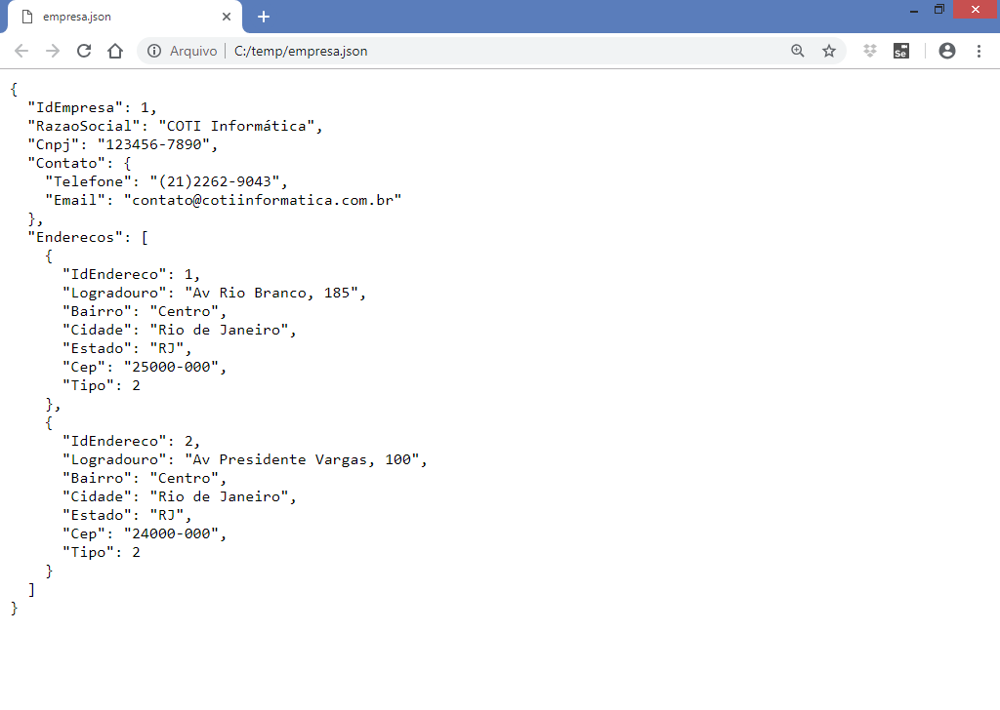 empresa.json
Arquivo | C:/temp/empresa.json
Se
{
  "IdEmpresa": 1,
  "RazaoSocial": "COTI Informática",
  "Cnpj": "123456-7890",
  "Contato": {
    "Telefone": "(21)2262-9043",
    "Email": "contato@cotiinformatica.com.br"
  },
  "Enderecos": [
    {
      "IdEndereco": 1,
      "Logradouro": "Av Rio Branco, 185",
      "Bairro": "Centro",
      "Cidade": "Rio de Janeiro",
      "Estado": "RJ",
      "Cep": "25000-000",
      "Tipo": 2
    },
    {
      "IdEndereco": 2,
      "Logradouro": "Av Presidente Vargas, 100",
      "Bairro": "Centro",
      "Cidade": "Rio de Janeiro",
      "Estado": "RJ",
      "Cep": "24000-000",
      "Tipo": 2
    }
  ]
}